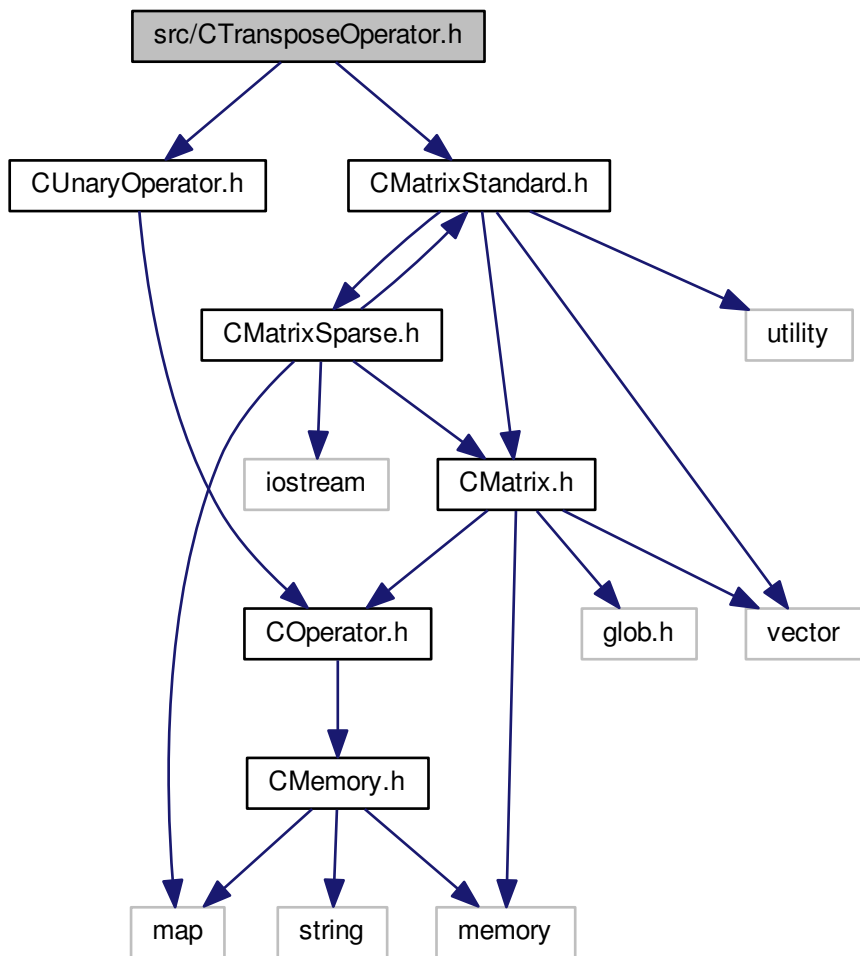 src/CTransposeOperator.h
CUnaryOperator.h
CMatrixStandard.h
CMatrixSparse.h
utility
iostream
CMatrix.h
COperator.h
glob.h
vector
CMemory.h
map
string
memory